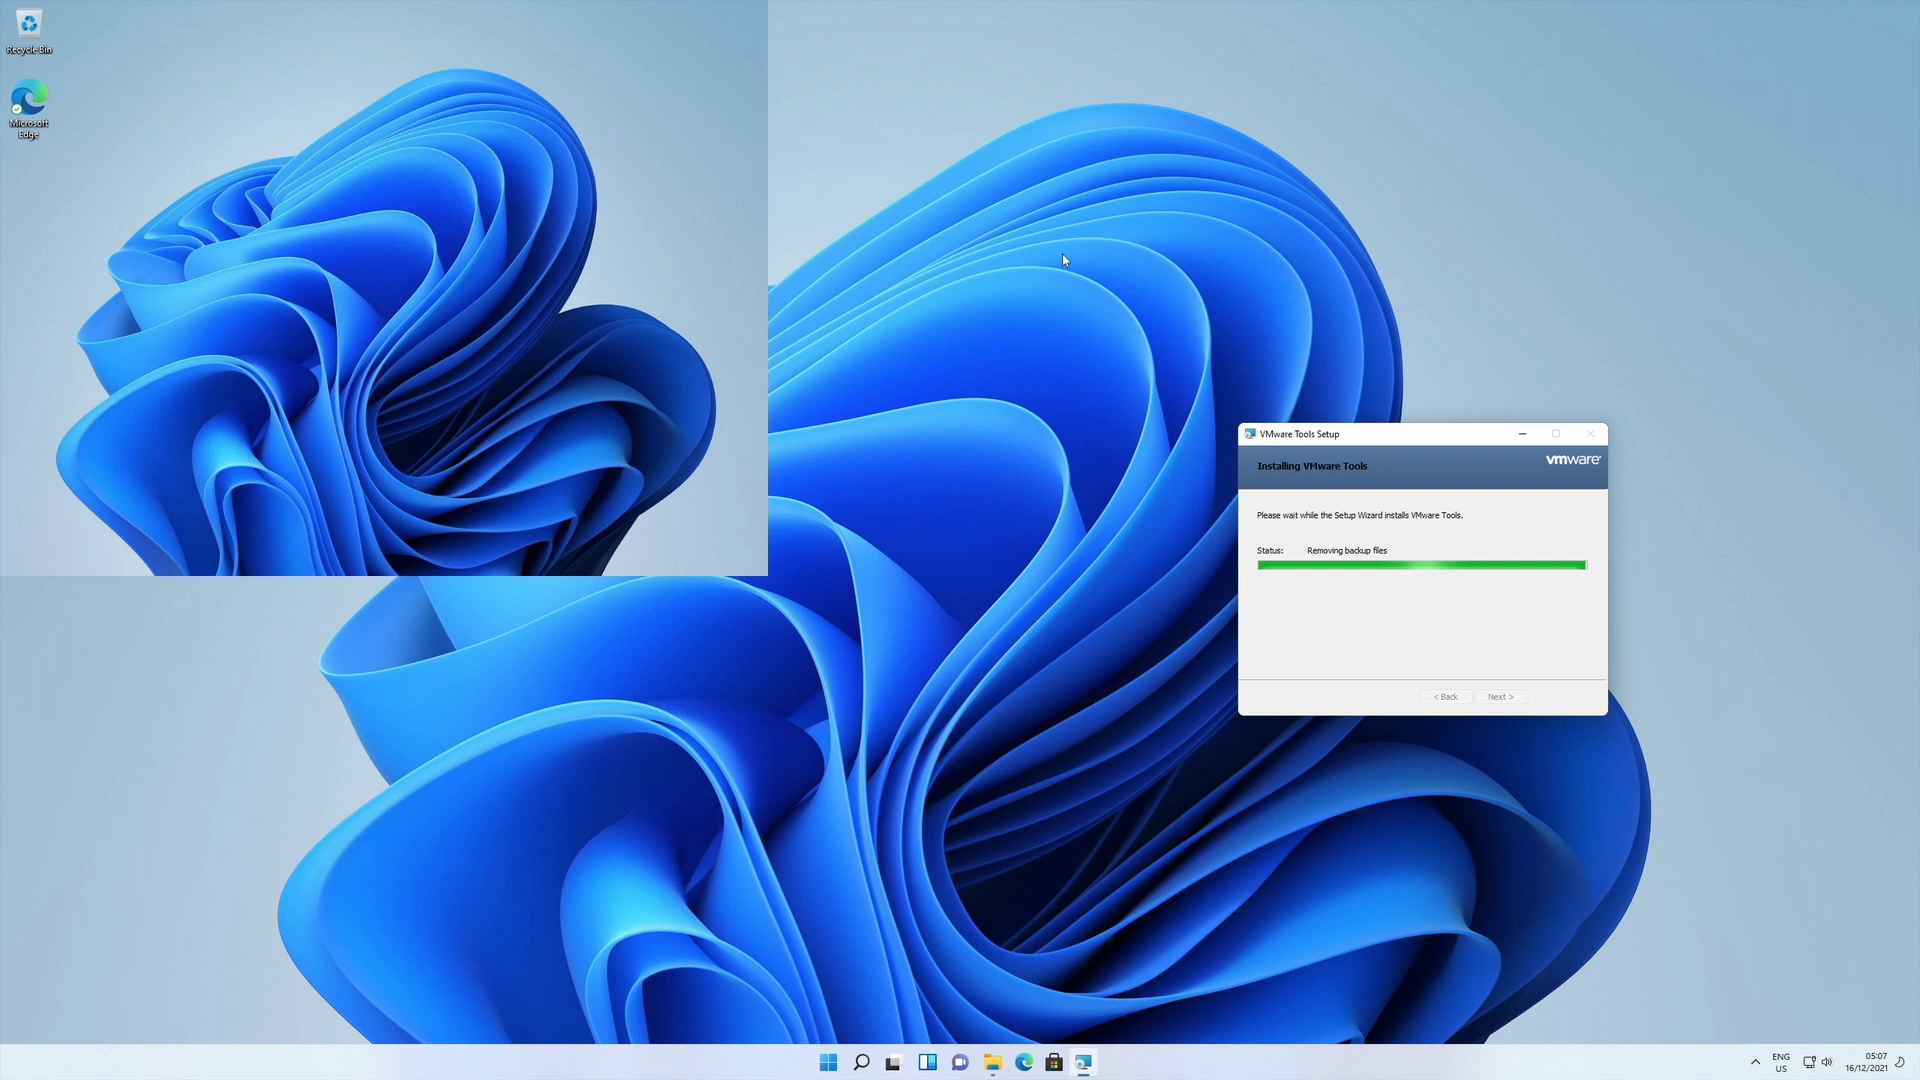 Recycle Bin
Microsoft
Edge
VMware Tools Setup
Installing VMware Tools
vmware
Please wait while the Setup Wizard installs VMware Tools.
Status: Removing backup files
< Back Next >
ENG
US
05:07
16/12/2021